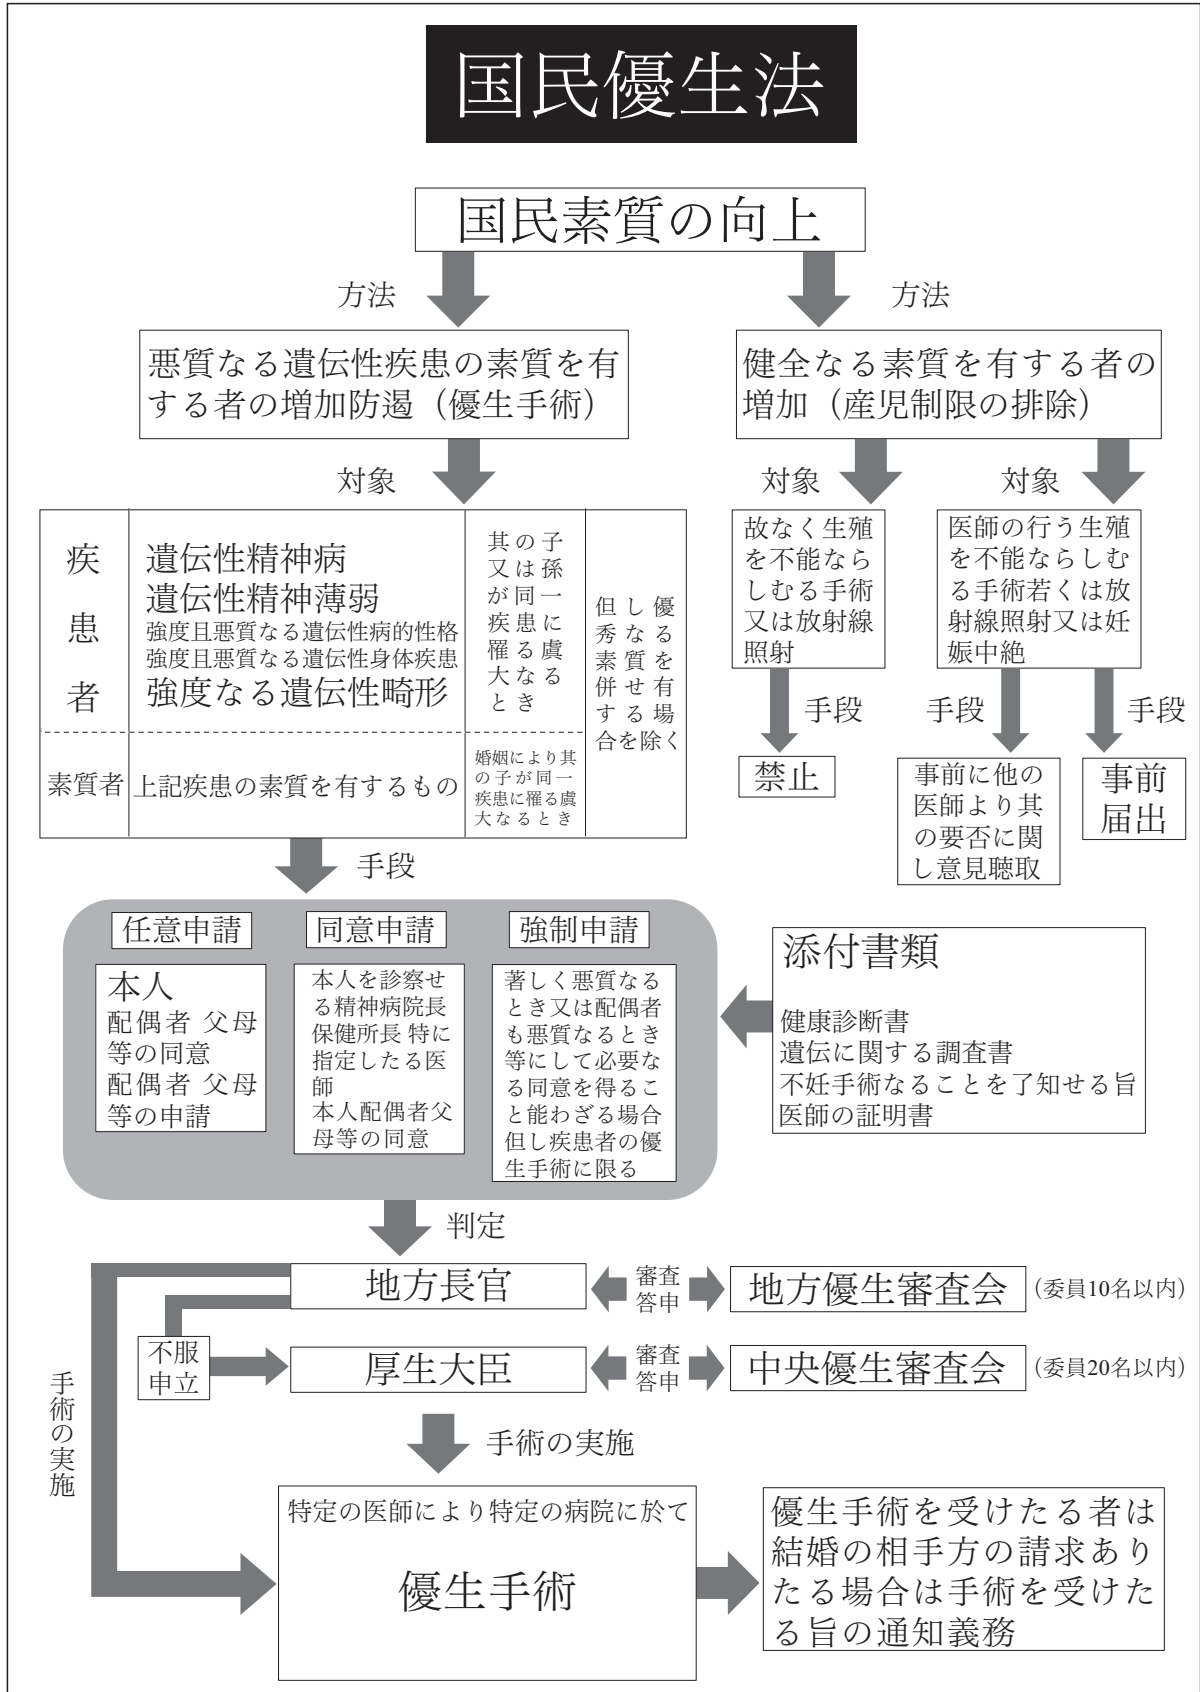 国民優生法
国民素質の向上
方法
方法
悪質なる遺伝性疾患の素質を有
する者の増加防遏（優生手術）
健全なる素質を有する者の
増加（産児制限の排除）
対象
対象
対象
疾患者
遺伝性精神病
遺伝性精神薄弱
強度且悪質なる遺伝性病的性格
強度且悪質なる遺伝性身体疾患
強度なる遺伝性畸形
其の子
又は孫
が同一
疾患に
罹る虞
大なる
とき
但し優
秀なる
素質を
併せ有
する場
合を除く
素質者
上記疾患の素質を有するもの
婚姻により其
の子が同一
疾患に罹る虞
大なるとき
故なく生殖
を不能なら
しむる手術
又は放射線
照射
医師の行う生殖
を不能ならしむ
る手術若くは放
射線照射又は妊
娠中絶
手段
手段
手段
禁止
事前に他の
医師より其
の要否に関
し意見聴取
事前
届出
手段
任意申請
本人
配偶者 父母
等の同意
配偶者 父母
等の申請
同意申請
本人を診察せ
る精神病院長
保健所長 特に
指定したる医
師
本人配偶者父
母等の同意
強制申請
著しく悪質なる
とき又は配偶者
も悪質なるとき
等にして必要な
る同意を得るこ
と能わざる場合
但し疾患者の優
生手術に限る
添付書類
健康診断書
遺伝に関する調査書
不妊手術なることを了知せる旨
医師の証明書
判定
地方長官
審査
答申
地方優生審査会
（委員10名以内）
不服
申立
厚生大臣
審査
答申
中央優生審査会
（委員20名以内）
手術の実施
手術の実施
特定の医師により特定の病院に於て
優生手術
優生手術を受けたる者は
結婚の相手方の請求あり
たる場合は手術を受けた
る旨の通知義務